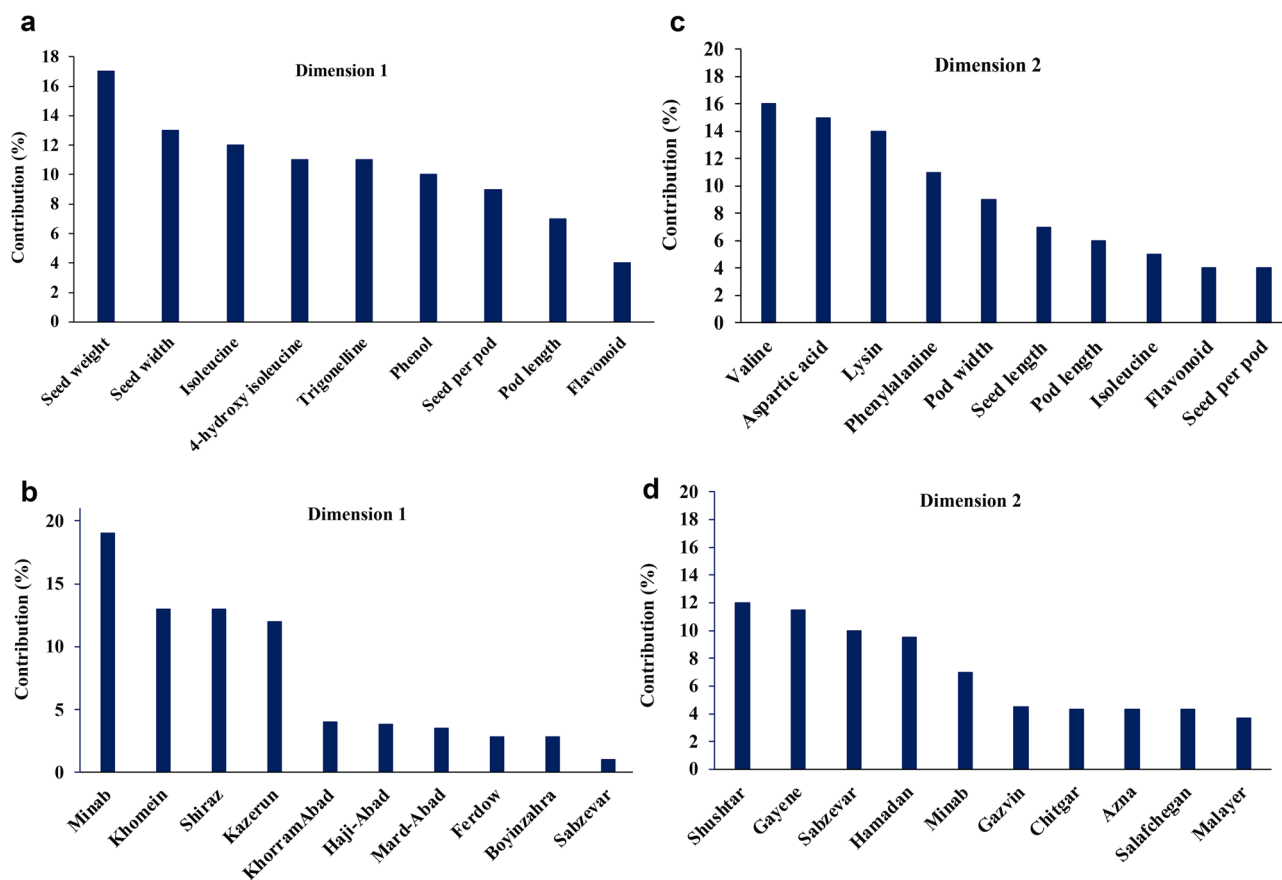 a
Dimension 1
Contribution (%)
18
16
14
12
10
8
6
4
2
0
Seed weight
Seed width
Isoleucine
4-hydroxy isoleucine
Trigonelline
Phenol
Seed per pod
Pod length
Flavonoid
c
Dimension 2
Contribution (%)
20
18
16
14
12
10
8
6
4
2
0
Valine
Aspartic acid
Lysin
Phenylalanine
Pod width
Seed length
Pod length
Isoleucine
Flavonoid
Seed per pod
b
Dimension 1
Contribution (%)
20
15
10
5
0
Minab
Khomein
Shiraz
Kazerun
KhorramAbad
Hajj-Abad
Mard-Abad
Ferdow
Boyinzahra
Sabzevar
d
Dimension 2
Contribution (%)
20
18
16
14
12
10
8
6
4
2
0
Shushtar
Gayene
Sabzevar
Hamadan
Minab
Gazvin
Chitgar
Azna
Salafchegan
Malayer